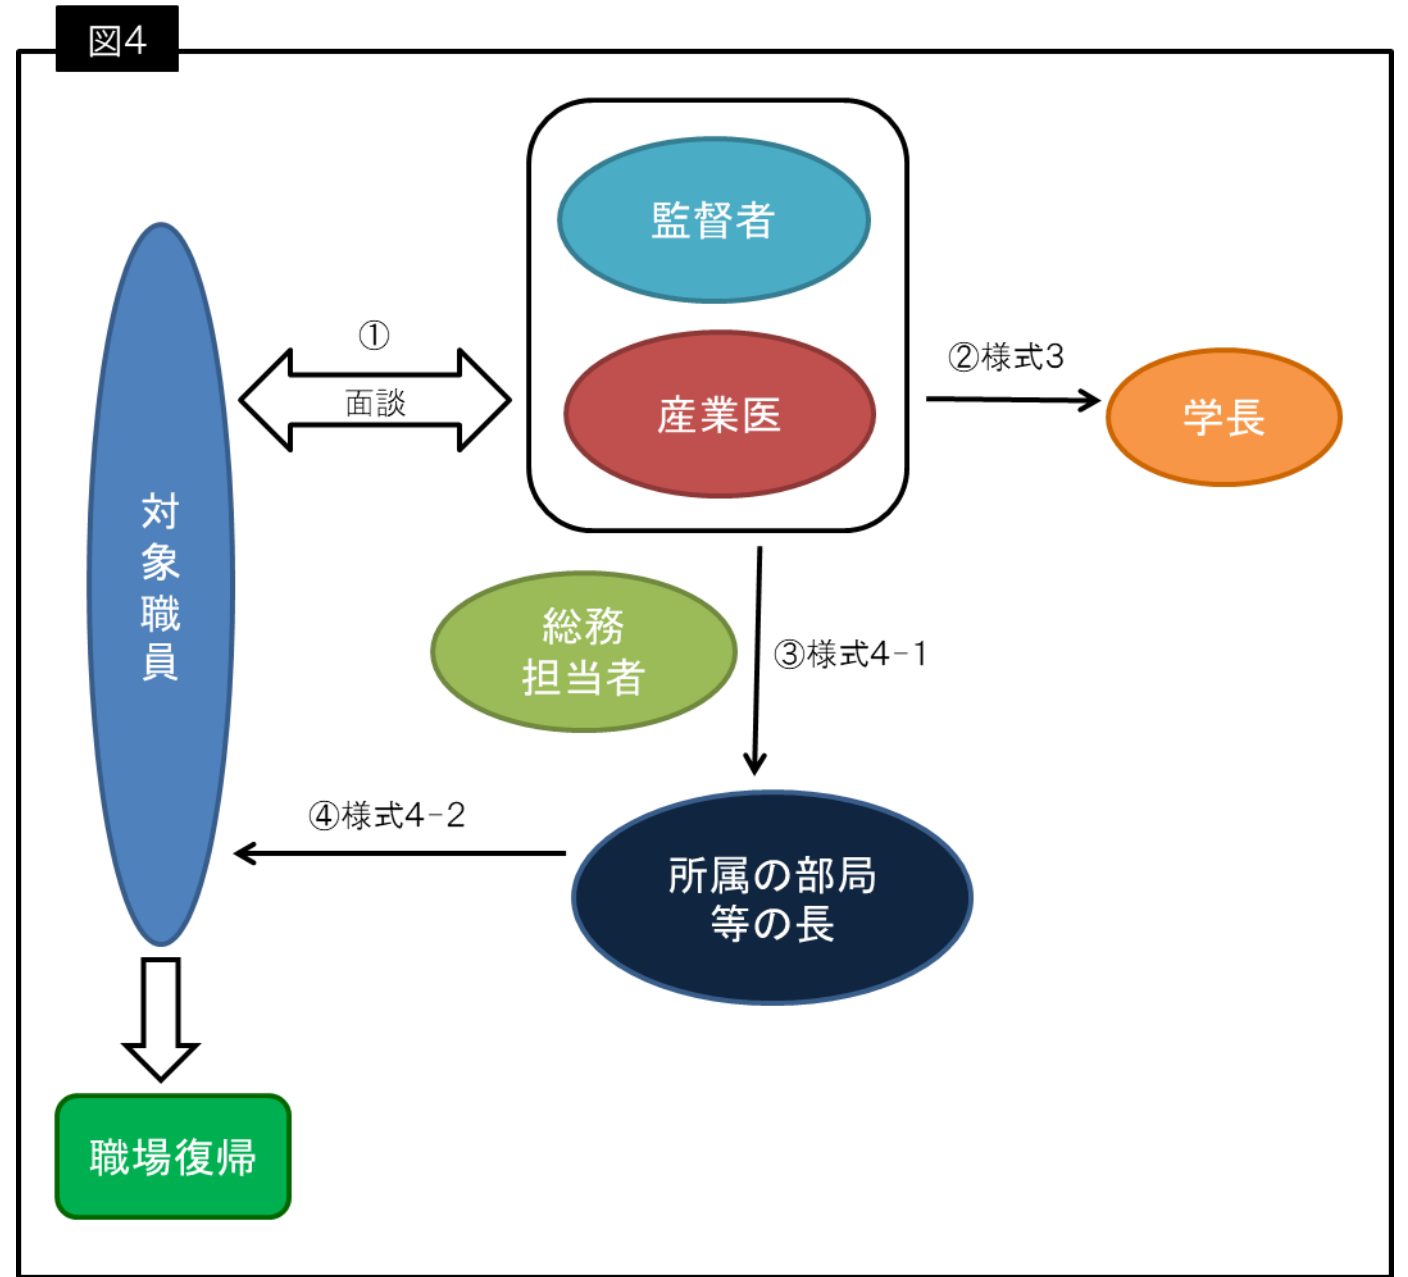 図4
監督者
①
面談
産業医
②様式3
学長
対象職員
総務
担当者
③様式4-1
④様式4-2
所属の部局
等の長
職場復帰